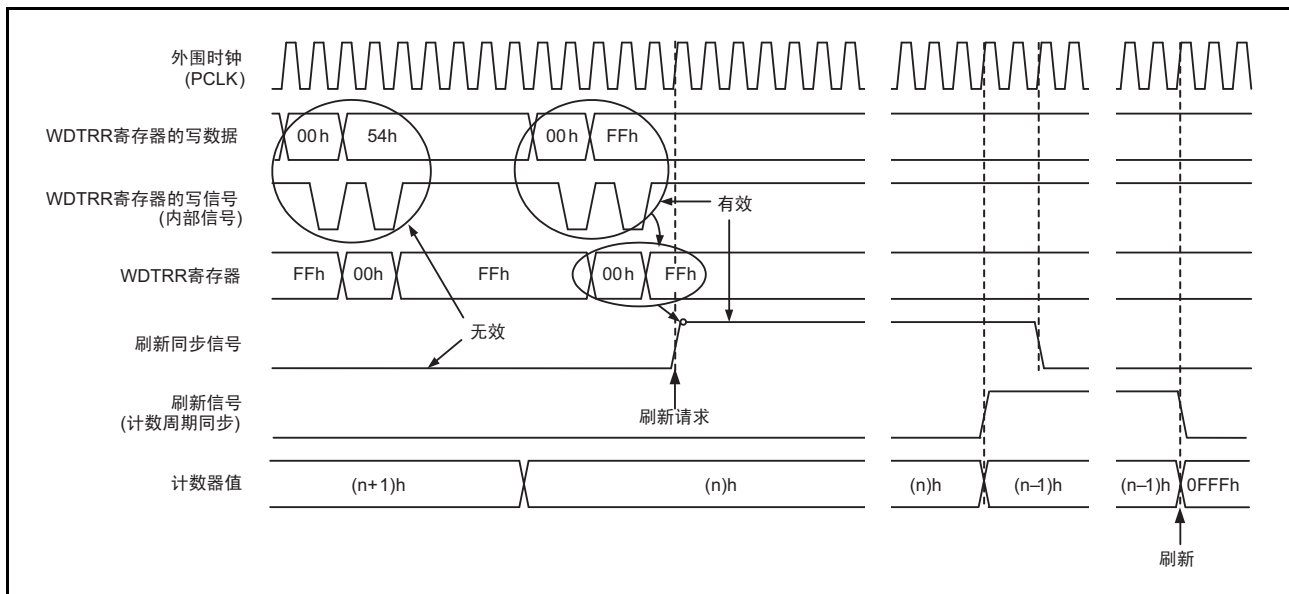 外围时钟
(PCLK)
WDTRR寄存器的写数据
00h
54h
00h
FFh
WDTRR寄存器的写信号
(内部信号)
有效
WDTRR寄存器
FFh
00h
FFh
00h
FFh
无效
刷新同步信号
刷新请求
刷新信号
(计数周期同步)
计数器值
(n+1)h
(n)h
(n)h
(n–1)h
(n–1)h
0FFFh
刷新